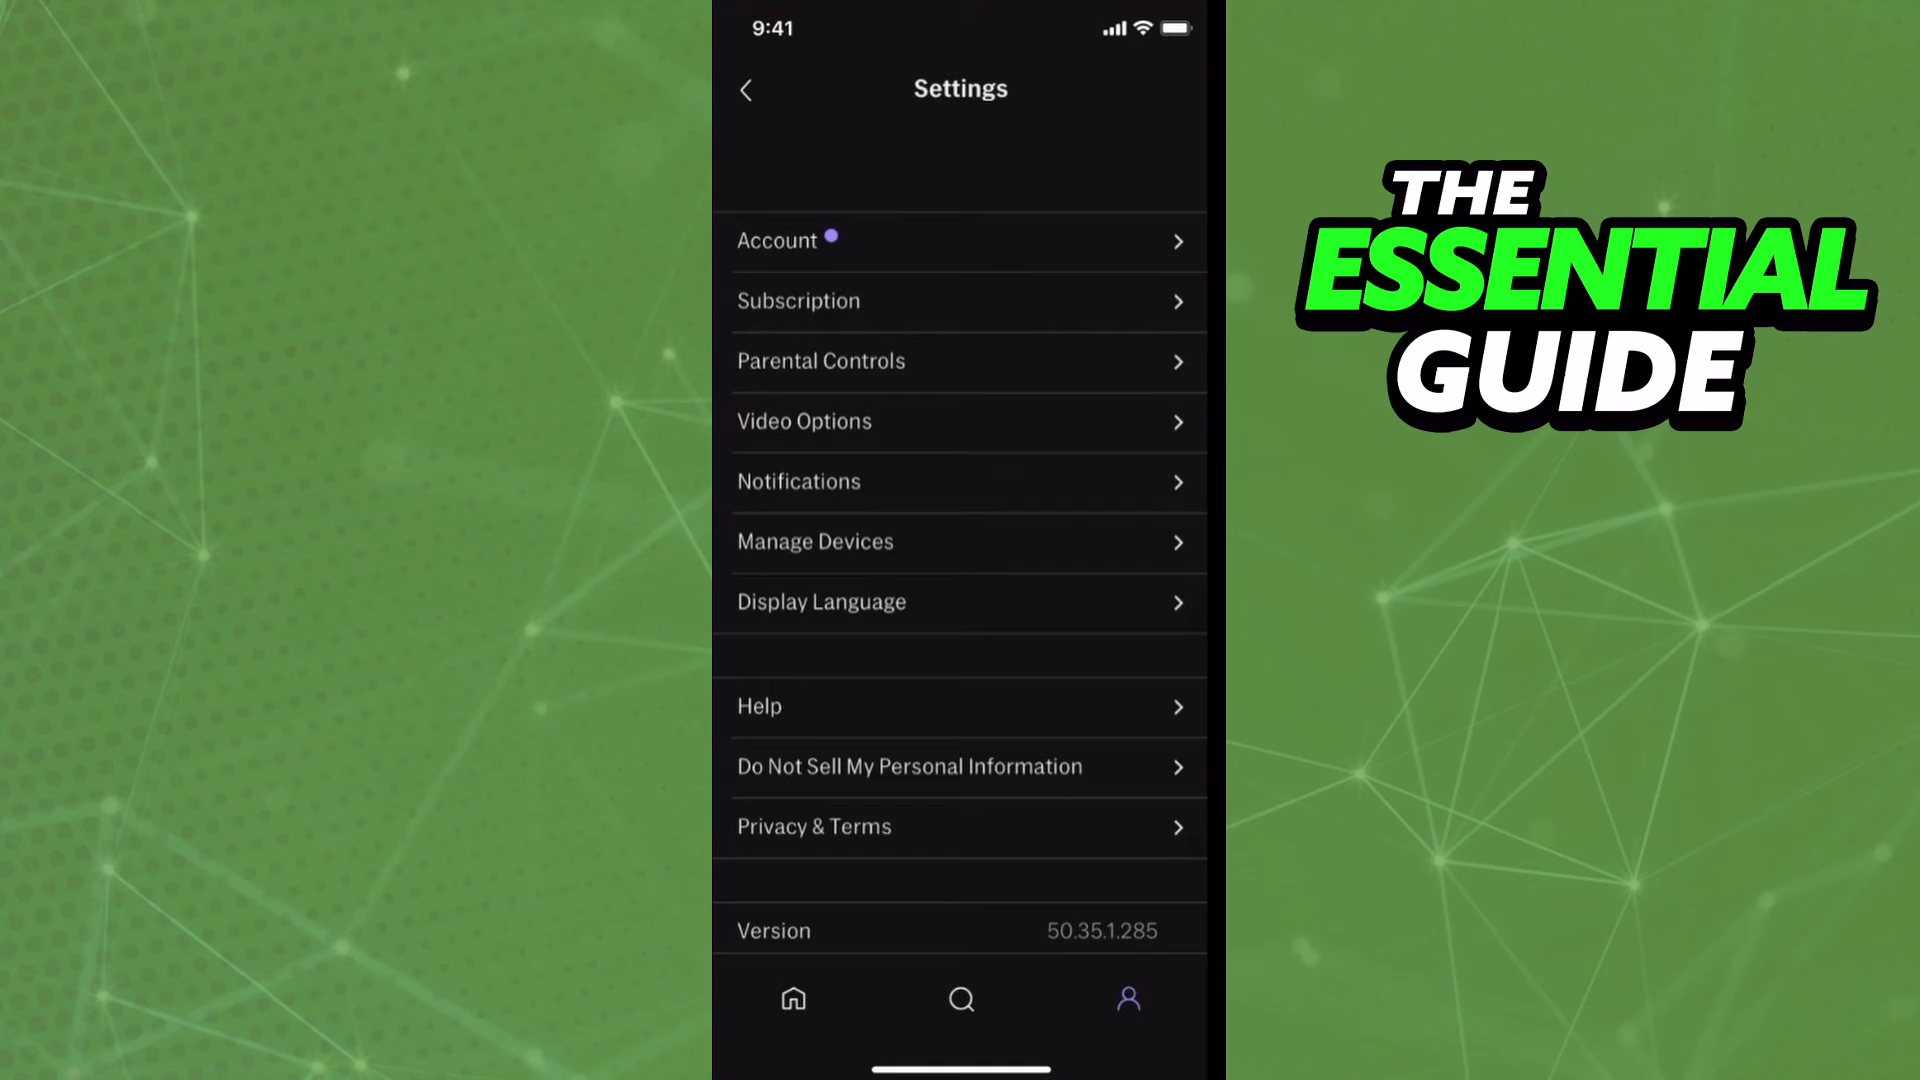 9:41
Settings
Account
Subscription
Parental Controls
Video Options
Notifications
Manage Devices
Display Language
Help
Do Not Sell My Personal Information
Privacy & Terms
Version 50.35.1.285
THE
ESSENTIAL
GUIDE